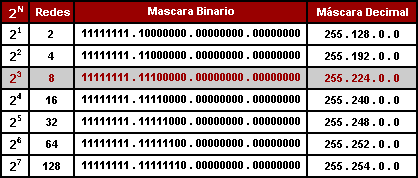 2^N Redes Mascara Binario Máscara Decimal
2^1 2 11111111.10000000.00000000.00000000 255.128.0.0
2^2 4 11111111.11000000.00000000.00000000 255.192.0.0
2^3 8 11111111.11100000.00000000.00000000 255.224.0.0
2^4 16 11111111.11110000.00000000.00000000 255.240.0.0
2^5 32 11111111.11111000.00000000.00000000 255.248.0.0
2^6 64 11111111.11111100.00000000.00000000 255.252.0.0
2^7 128 11111111.11111110.00000000.00000000 255.254.0.0